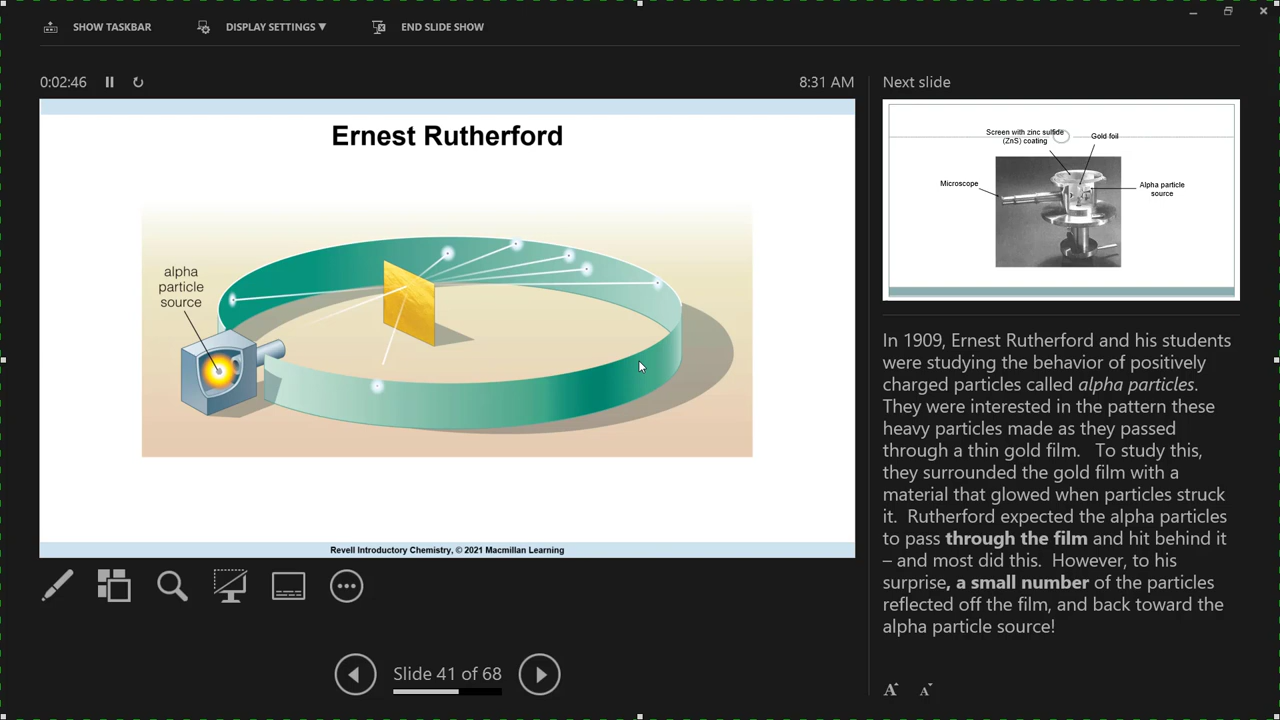 SHOW TASKBAR
DISPLAY SETTINGS ▼
END SLIDE SHOW
0:02:46
8:31 AM
Ernest Rutherford
alpha
particle
source
Revell Introductory Chemistry, © 2021 Macmillan Learning
Slide 41 of 68
Next slide
Screen with zinc sulfide
(ZnS) coating
Gold foil
Microscope
Alpha particle
source
In 1909, Ernest Rutherford and his students
were studying the behavior of positively
charged particles called alpha particles.
They were interested in the pattern these
heavy particles made as they passed
through a thin gold film.   To study this,
they surrounded the gold film with a
material that glowed when particles struck
it.  Rutherford expected the alpha particles
to pass through the film and hit behind it
– and most did this.  However, to his
surprise, a small number of the particles
reflected off the film, and back toward the
alpha particle source!
A A